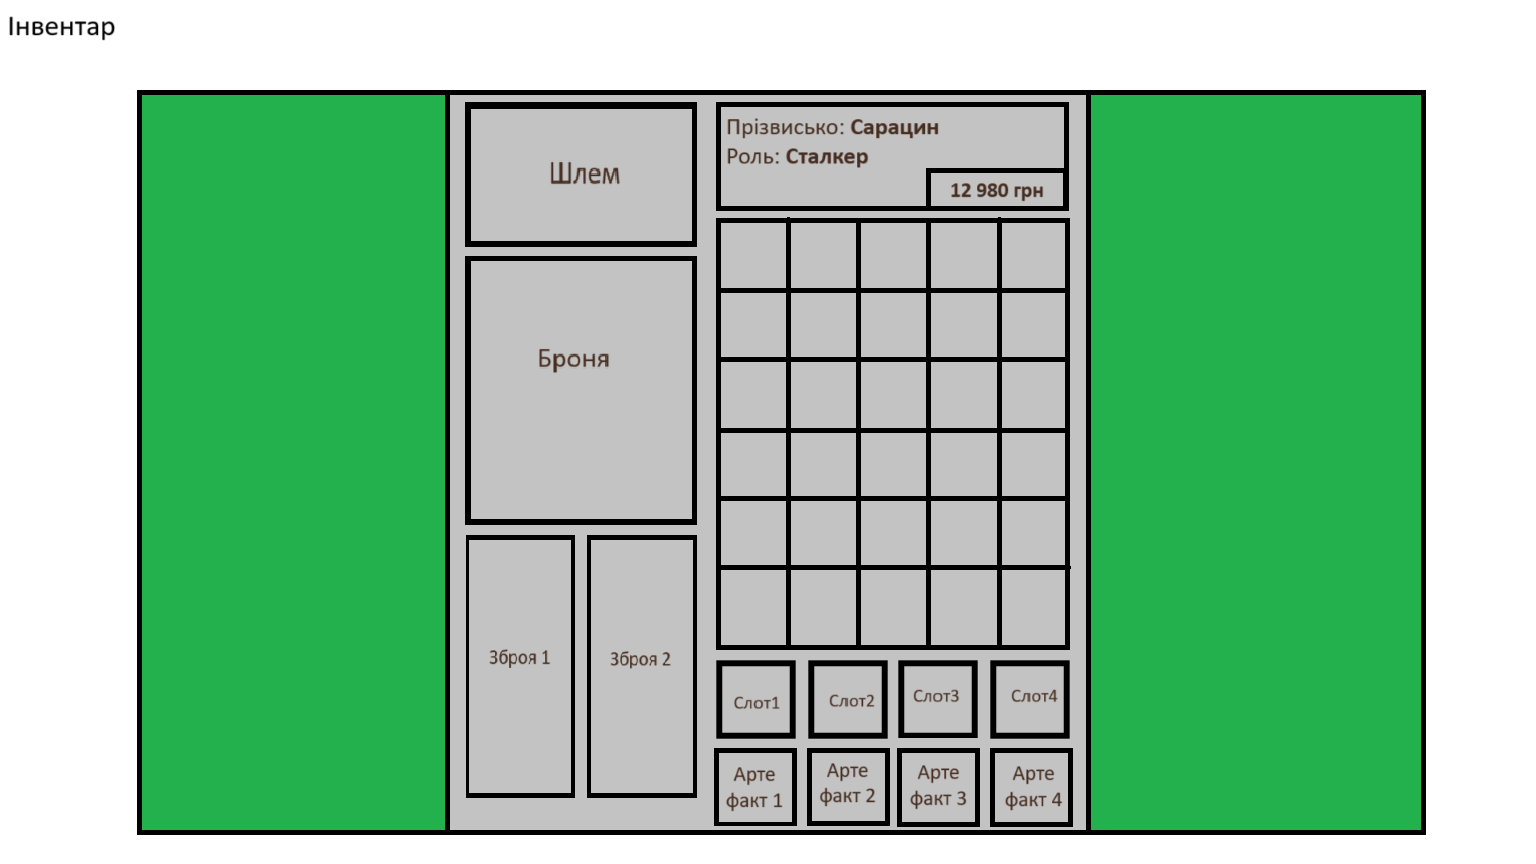 Інвентар
Шлем
Броня
Зброя 1
Зброя 2
Прізвисько: Сарацин
Роль: Сталкер
12 980 грн
Слот1
Слот2
Слот3
Слот4
Арте
факт 1
Арте
факт 2
Арте
факт 3
Арте
факт 4